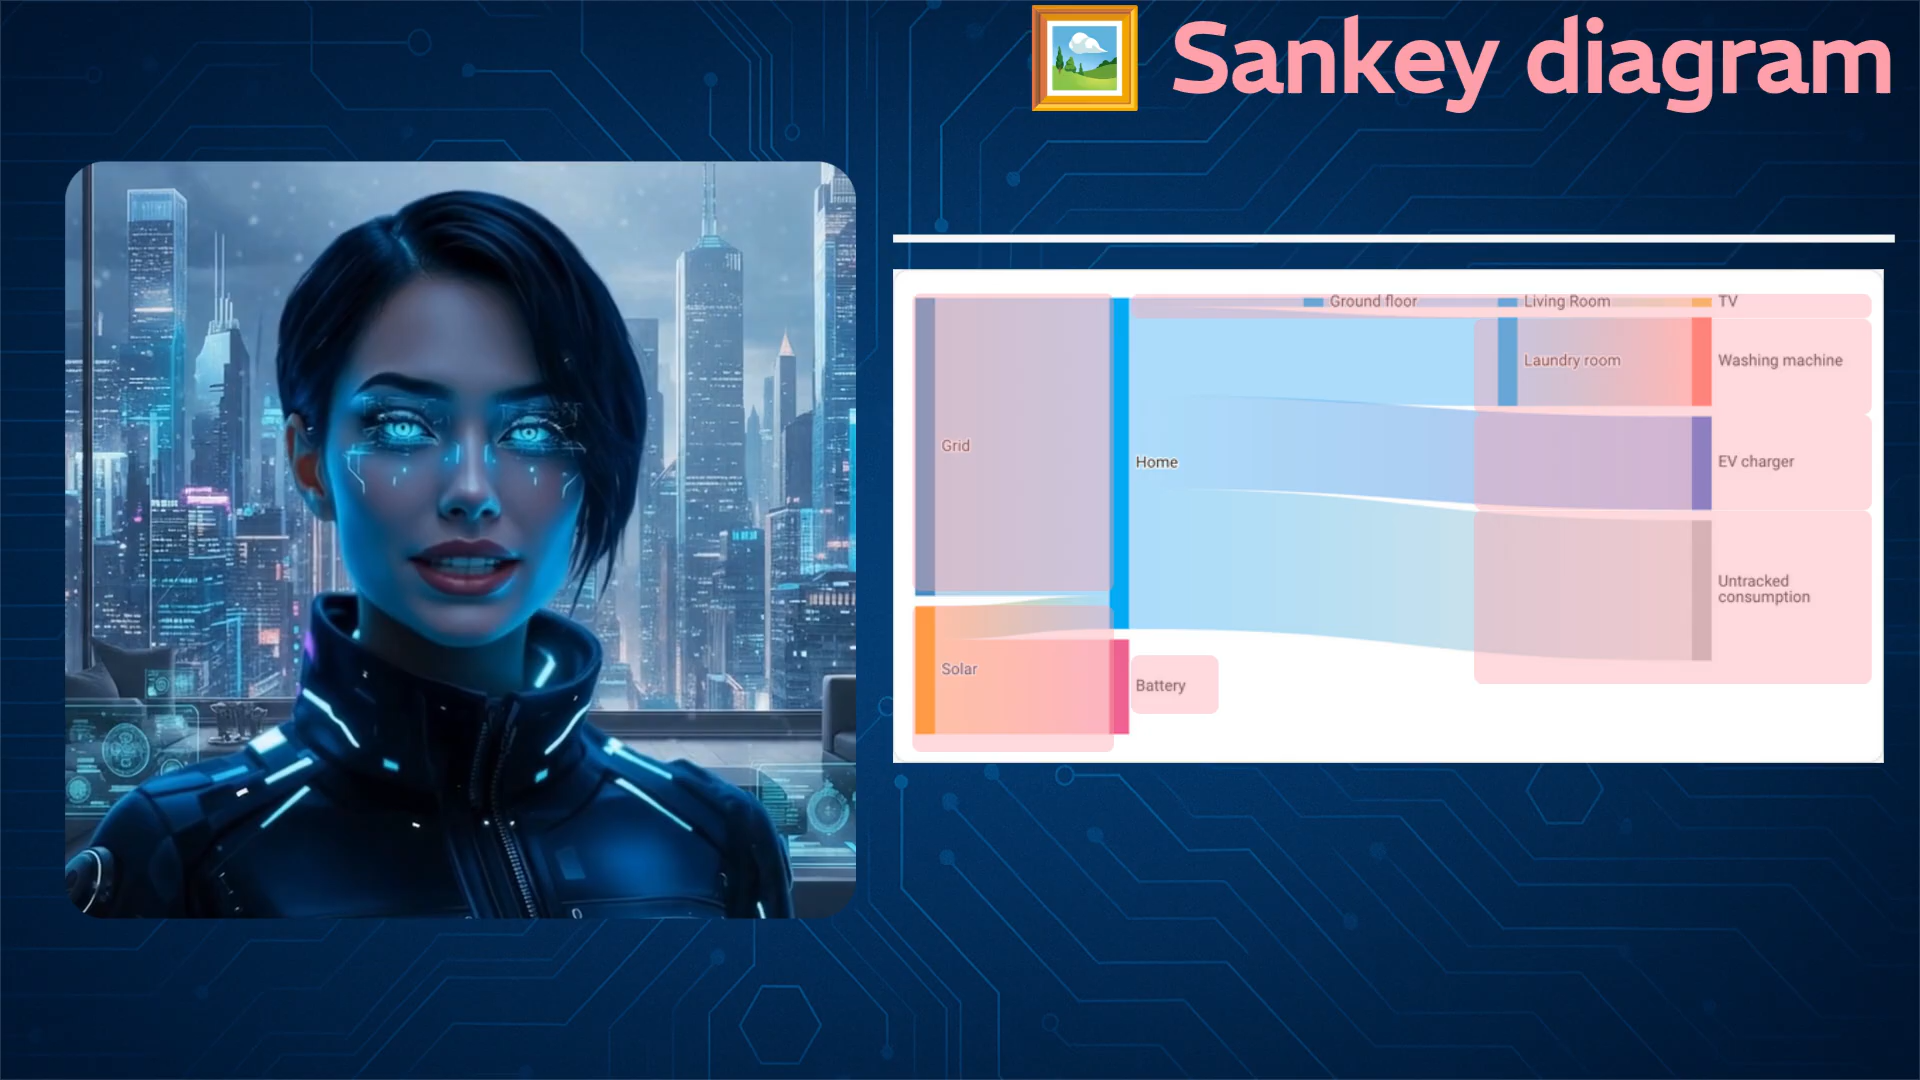 Sankey diagram
Ground floor
Living Room
TV
Laundry room
Washing machine
Grid
Home
EV charger
Untracked
consumption
Solar
Battery